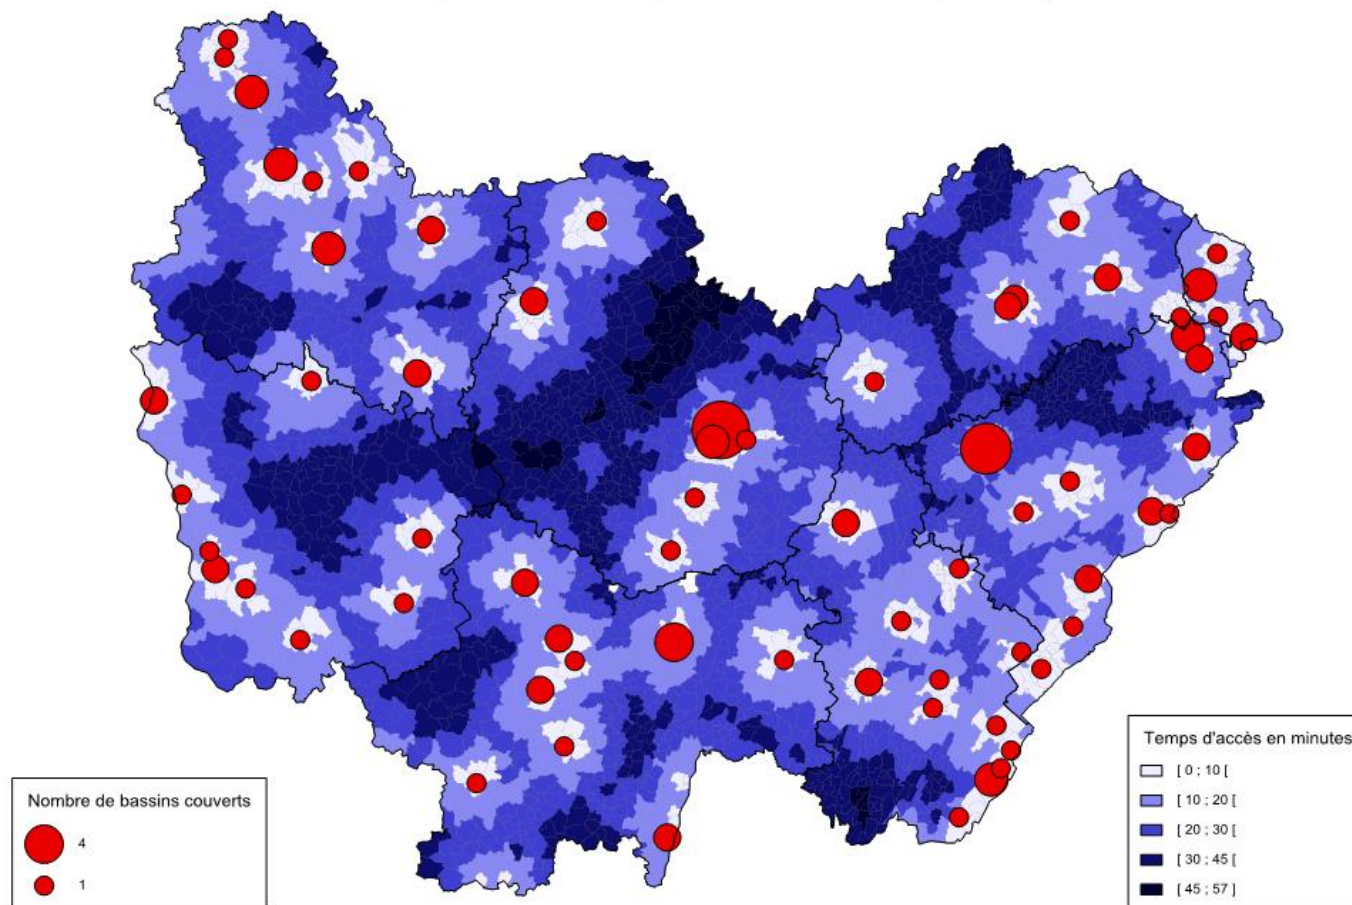 Nombre de bassins couverts
4
1
Temps d'accès en minutes
[ 0 ; 10 [
[ 10 ; 20 [
[ 20 ; 30 [
[ 30 ; 45 [
[ 45 ; 57 ]